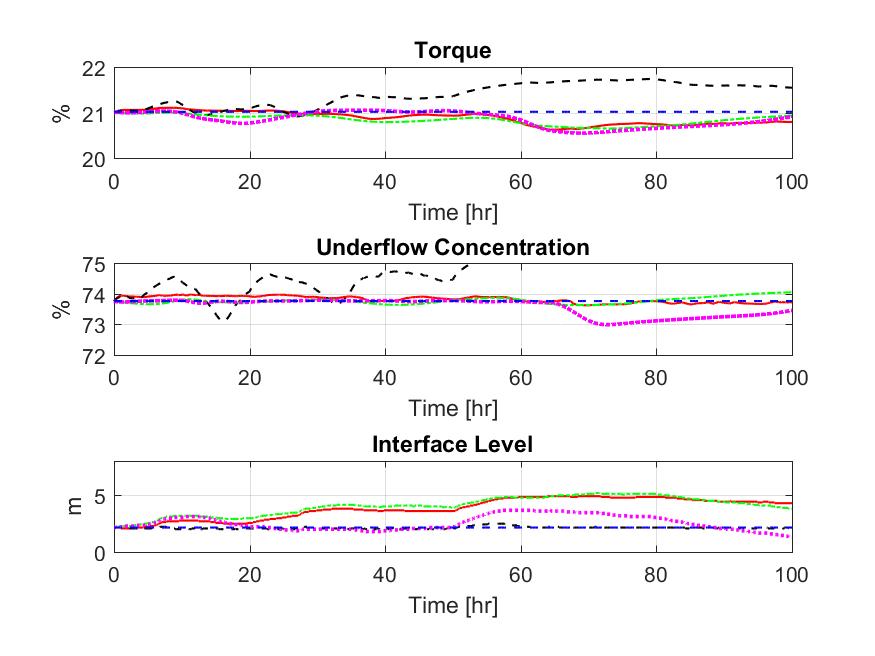 Torque
22
21
20
%
0 20 40 60 80 100
Time [hr]
Underflow Concentration
75
74
73
72
%
0 20 40 60 80 100
Time [hr]
Interface Level
5
0
m
0 20 40 60 80 100
Time [hr]